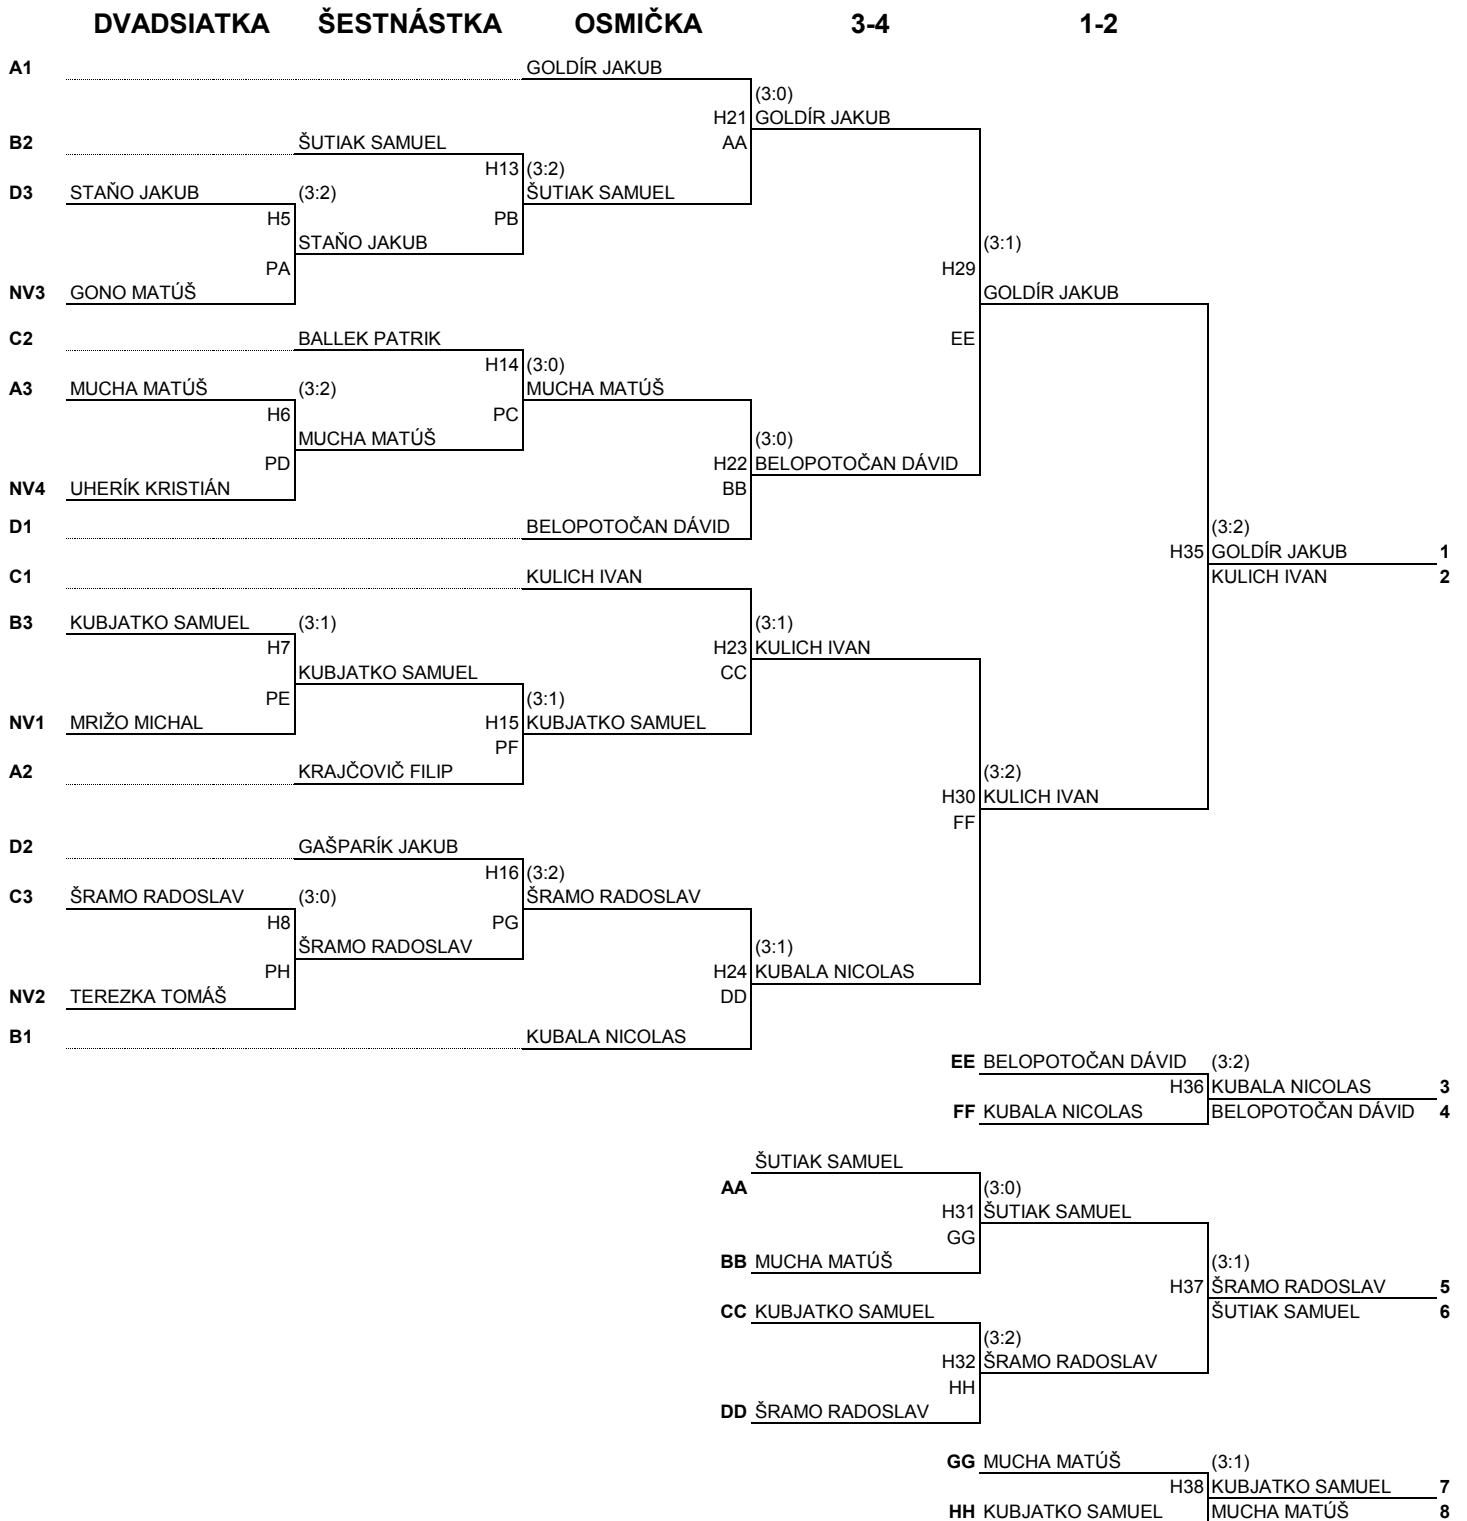 DVADSIATKA ŠESTNÁSTKA OSMIČKA 3-4 1-2
A1 GOLDÍR JAKUB
(3:0)
H21 GOLDÍR JAKUB
B2 ŠUTIAK SAMUEL AA
H13 (3:2)
D3 STAŇO JAKUB (3:2) ŠUTIAK SAMUEL
H5 PB
STAŇO JAKUB (3:1)
PA H29
NV3 GONO MATÚŠ GOLDÍR JAKUB
C2 BALLEK PATRIK EE
H14 (3:0)
A3 MUCHA MATÚŠ (3:2) MUCHA MATÚŠ
H6 PC
MUCHA MATÚŠ (3:0)
PD H22 BELOPOTOČAN DÁVID
NV4 UHERÍK KRISTIÁN BB
D1 BELOPOTOČAN DÁVID (3:2)
H35 GOLDÍR JAKUB 1
C1 KULICH IVAN KULICH IVAN 2
B3 KUBJATKO SAMUEL (3:1) (3:1)
H7 H23 KULICH IVAN
KUBJATKO SAMUEL CC
PE (3:1)
NV1 MRIŽO MICHAL H15 KUBJATKO SAMUEL
PF
A2 KRAJČOVIČ FILIP (3:2)
H30 KULICH IVAN
FF
D2 GAŠPARÍK JAKUB
H16 (3:2)
C3 ŠRAMO RADOSLAV (3:0) ŠRAMO RADOSLAV
H8 PG
ŠRAMO RADOSLAV (3:1)
PH H24 KUBALA NICOLAS
NV2 TEREZKA TOMÁŠ DD
B1 KUBALA NICOLAS
EE BELOPOTOČAN DÁVID (3:2)
H36 KUBALA NICOLAS 3
FF KUBALA NICOLAS BELOPOTOČAN DÁVID 4
ŠUTIAK SAMUEL
AA (3:0)
H31 ŠUTIAK SAMUEL
GG
BB MUCHA MATÚŠ (3:1)
H37 ŠRAMO RADOSLAV 5
CC KUBJATKO SAMUEL ŠUTIAK SAMUEL 6
(3:2)
H32 ŠRAMO RADOSLAV
HH
DD ŠRAMO RADOSLAV
GG MUCHA MATÚŠ (3:1)
H38 KUBJATKO SAMUEL 7
HH KUBJATKO SAMUEL MUCHA MATÚŠ 8